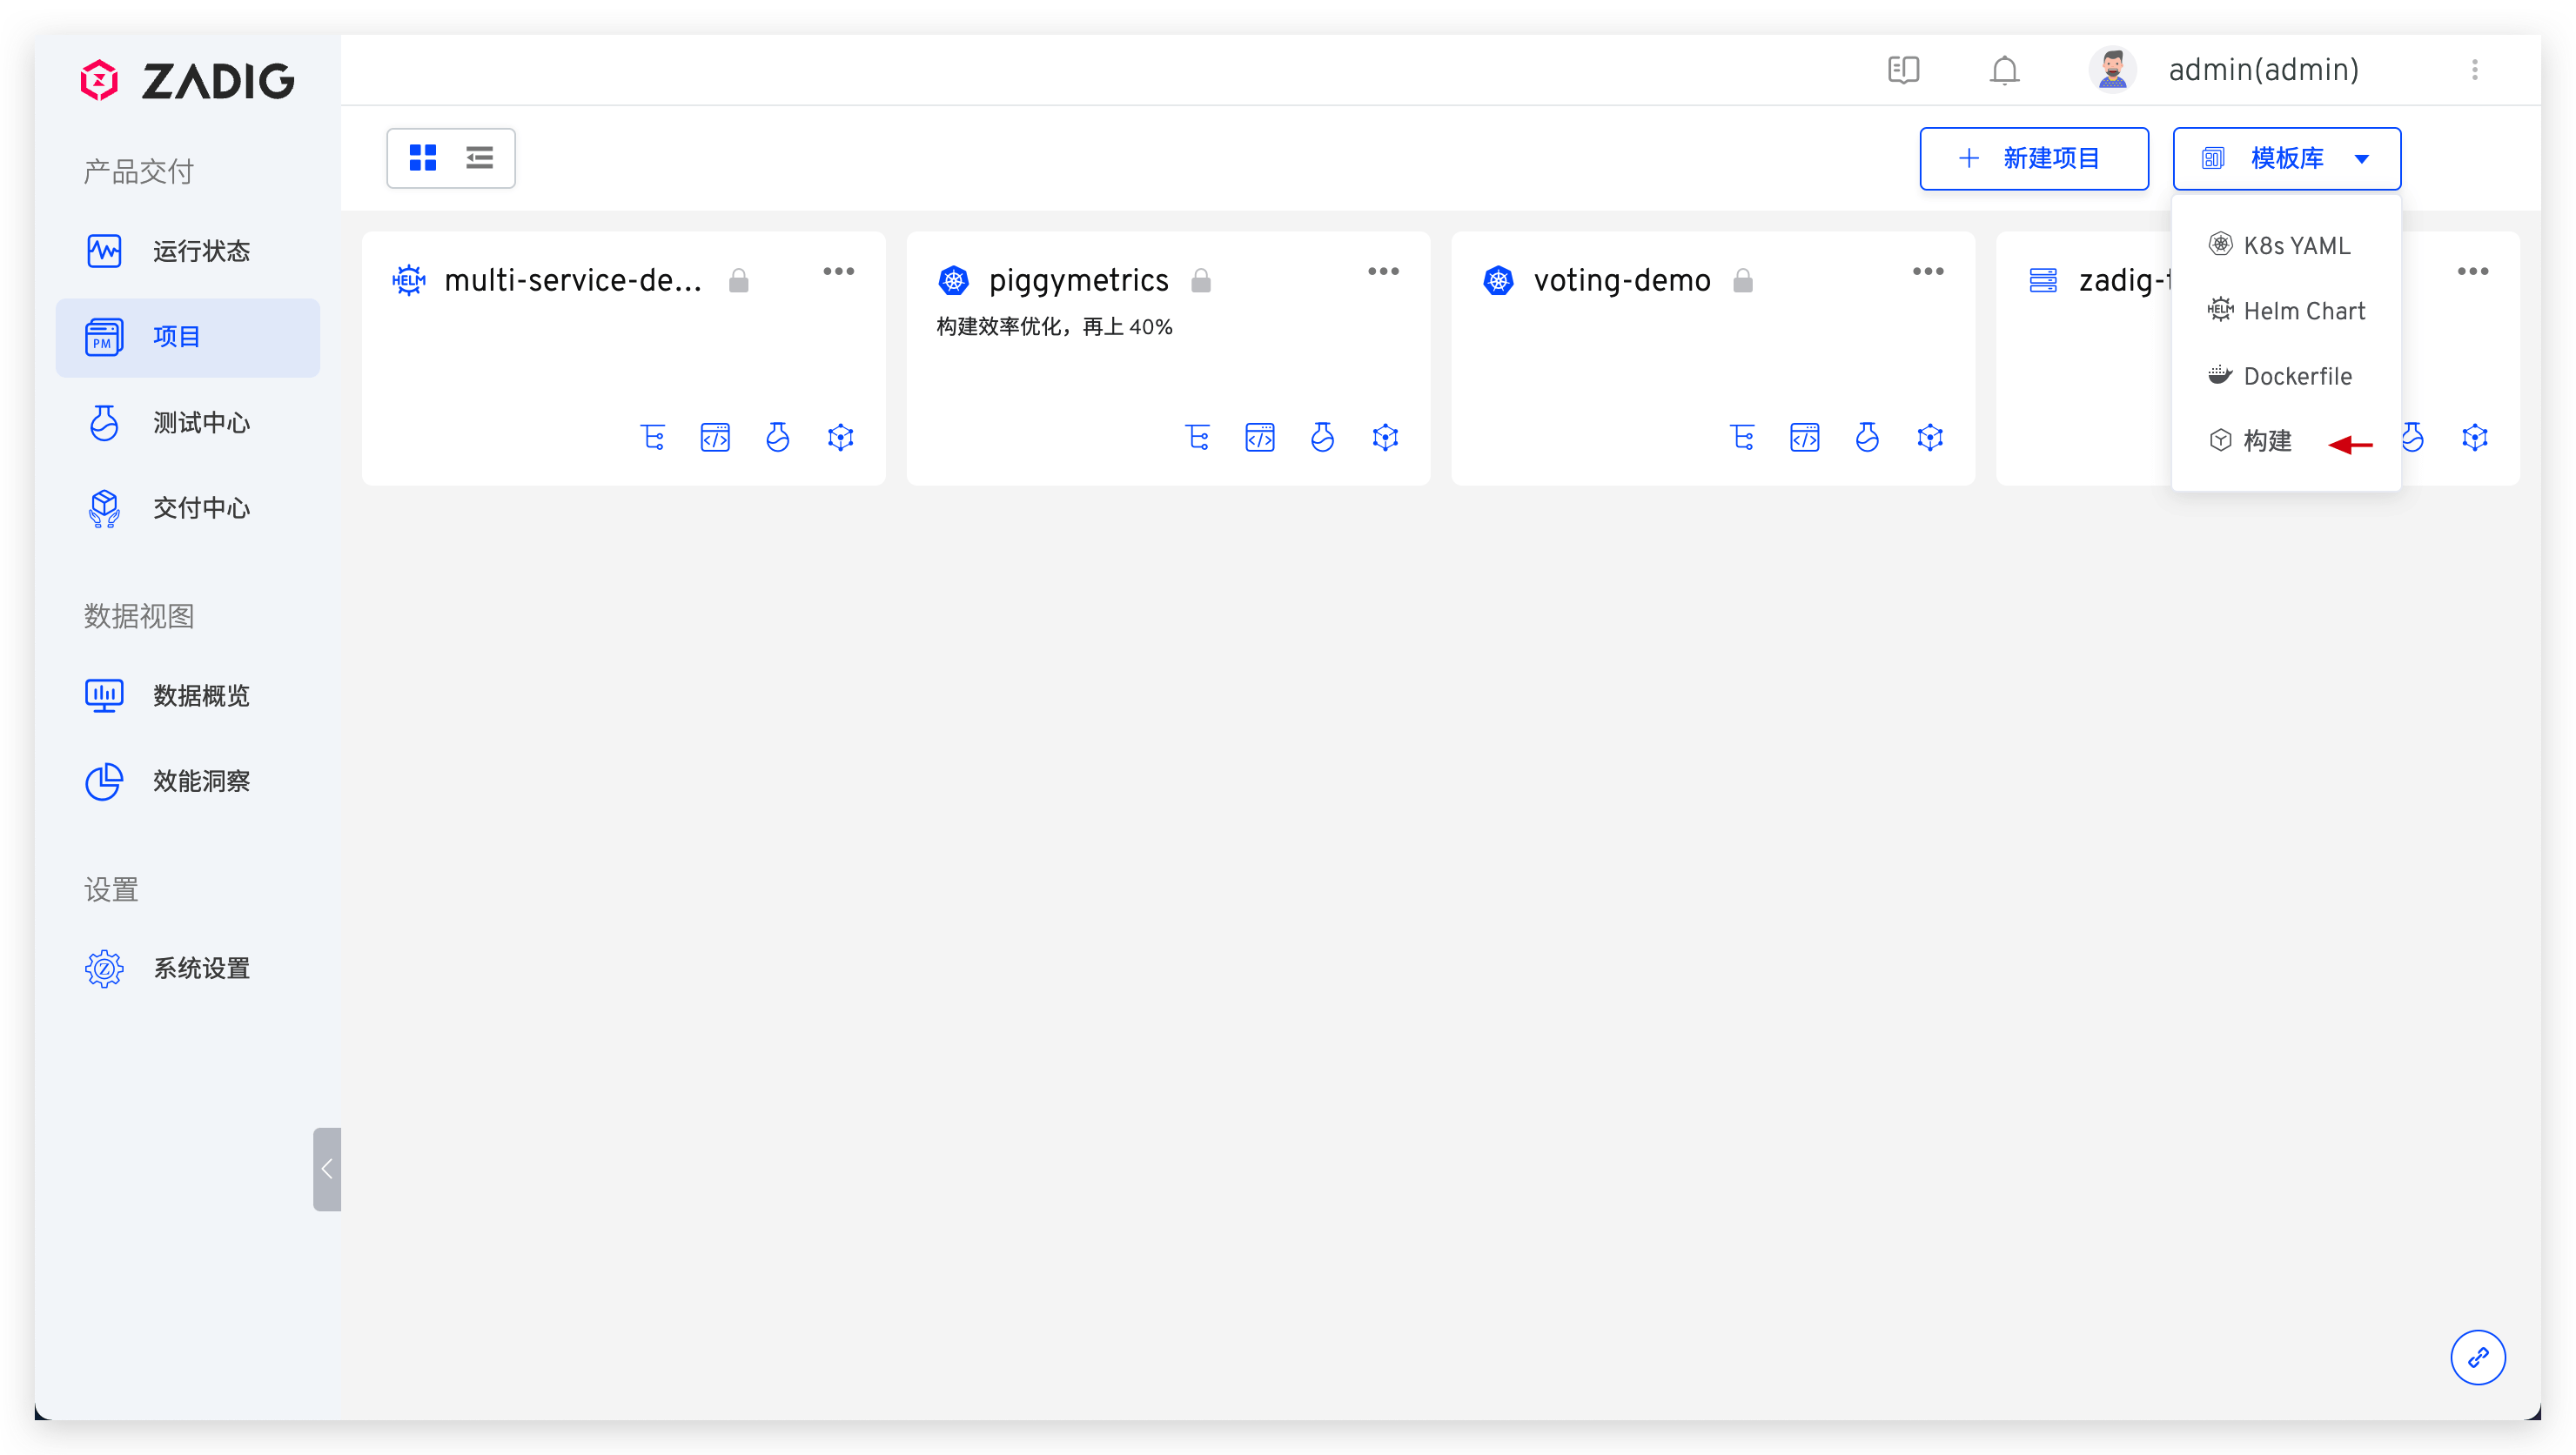 ZADIG
admin(admin)
产品交付
运行状态
PM
项目
测试中心
交付中心
数据视图
数据概览
效能洞察
设置
系统设置
新建项目
模板库
K8s YAML
Helm Chart
Dockerfile
构建
HELM
multi-service-de...
piggymetrics
构建效率优化，再上 40%
voting-demo
zadig-